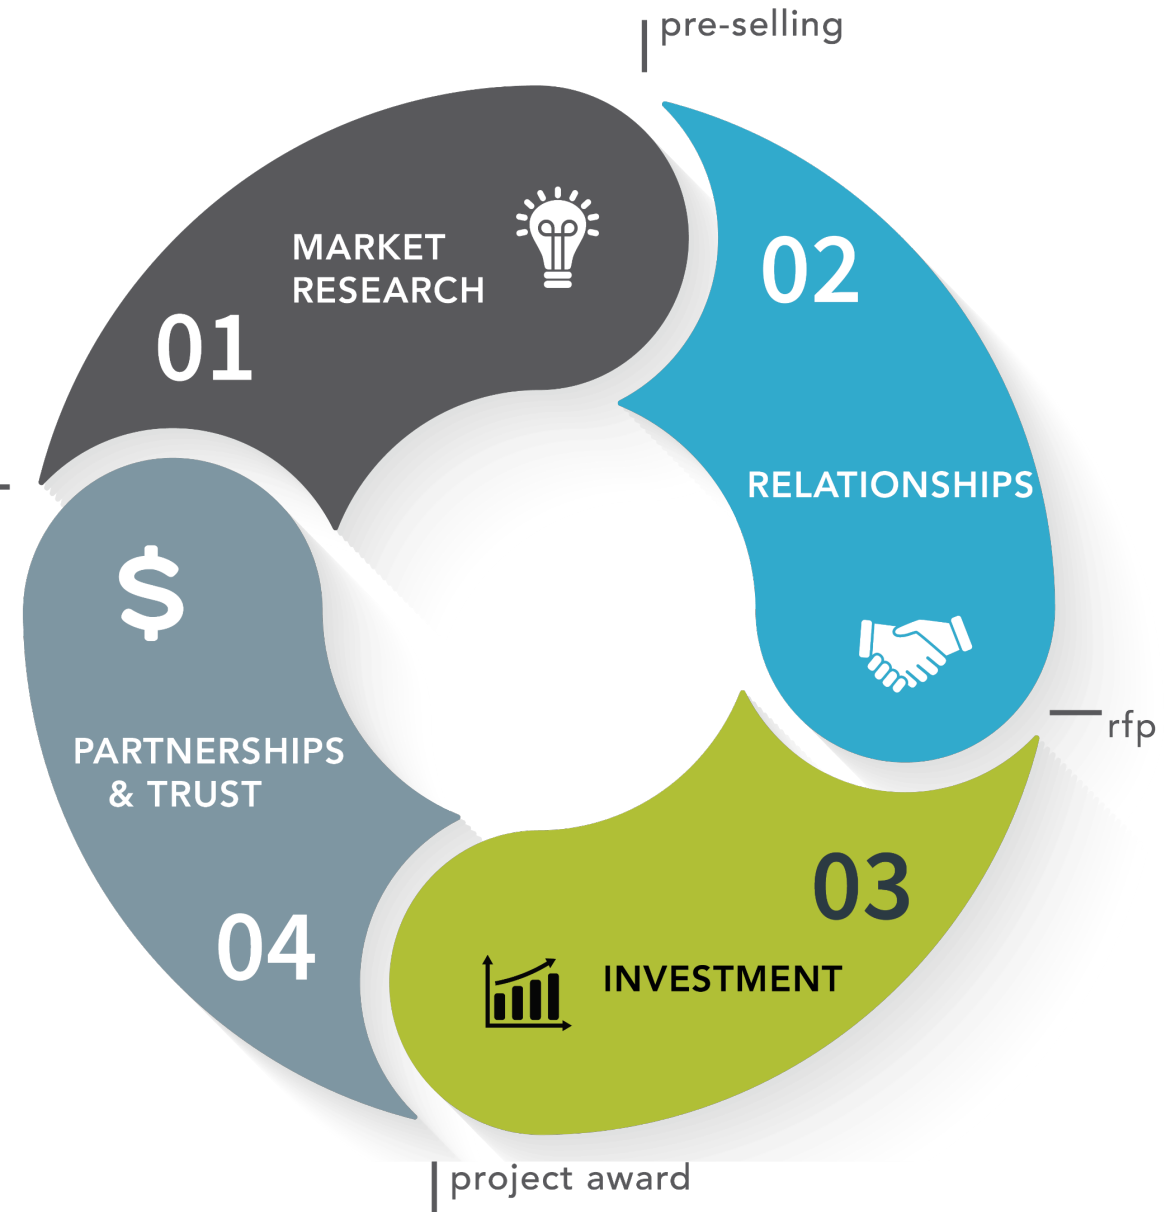 pre-selling
MARKET
RESEARCH
01
02
RELATIONSHIPS
rfp
03
INVESTMENT
$
PARTNERSHIPS
& TRUST
04
project award